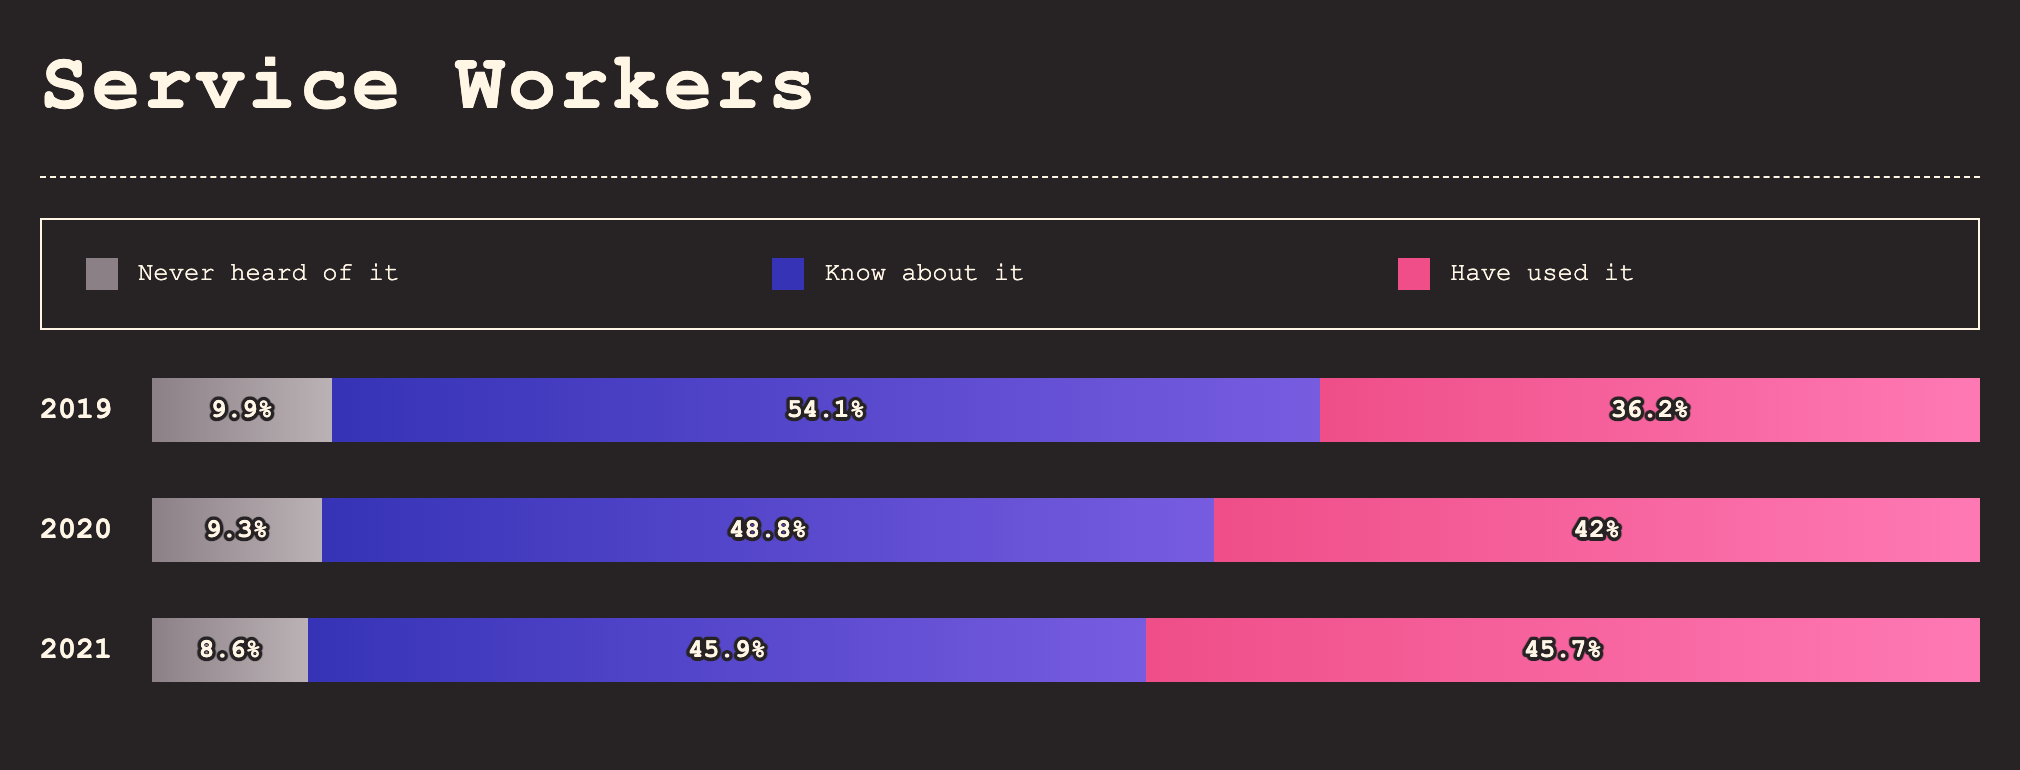 Service Workers
Never heard of it Know about it Have used it
2019 9.9% 54.1% 36.2%
2020 9.3% 48.8% 42%
2021 8.6% 45.9% 45.7%